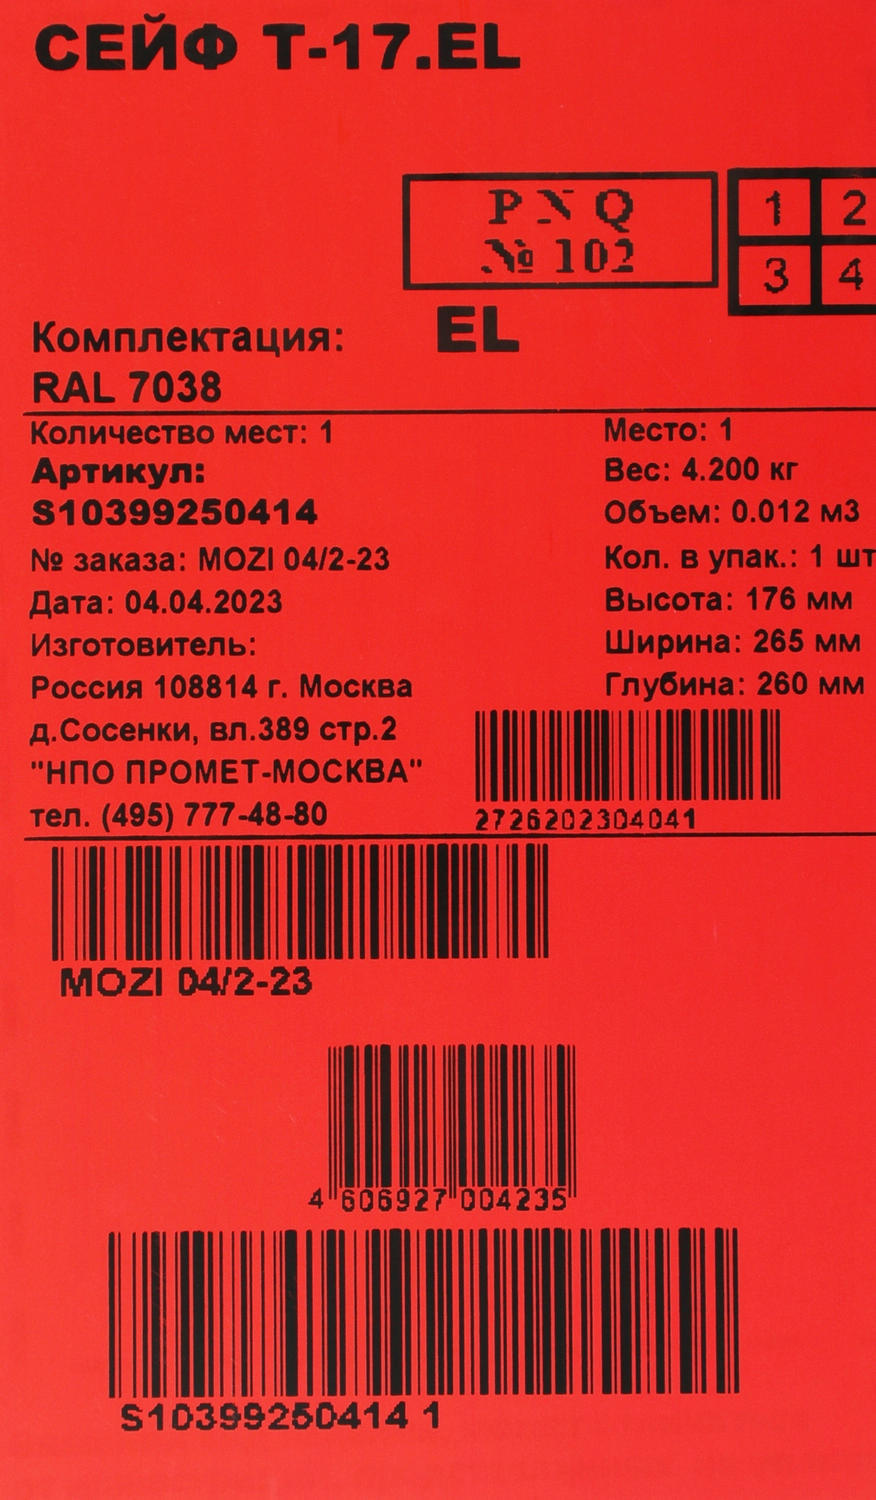 СЕЙФ T-17.EL
P N Q
№ 102
1 2
3 4
Комплектация: EL
RAL 7038
Количество мест: 1
Место: 1
Артикул:
Вес: 4.200 кг
S10399250414
Объем: 0.012 м3
№ заказа: MOZI 04/2-23
Кол. в упак.: 1 шт
Дата: 04.04.2023
Высота: 176 мм
Изготовитель:
Ширина: 265 мм
Россия 108814 г. Москва
Глубина: 260 мм
д.Сосенки, вл.389 стр.2
"НПО ПРОМЕТ-МОСКВА"
тел. (495) 777-48-80
2726202304041
MOZI 04/2-23
4 606927 004235
S10399250414 1